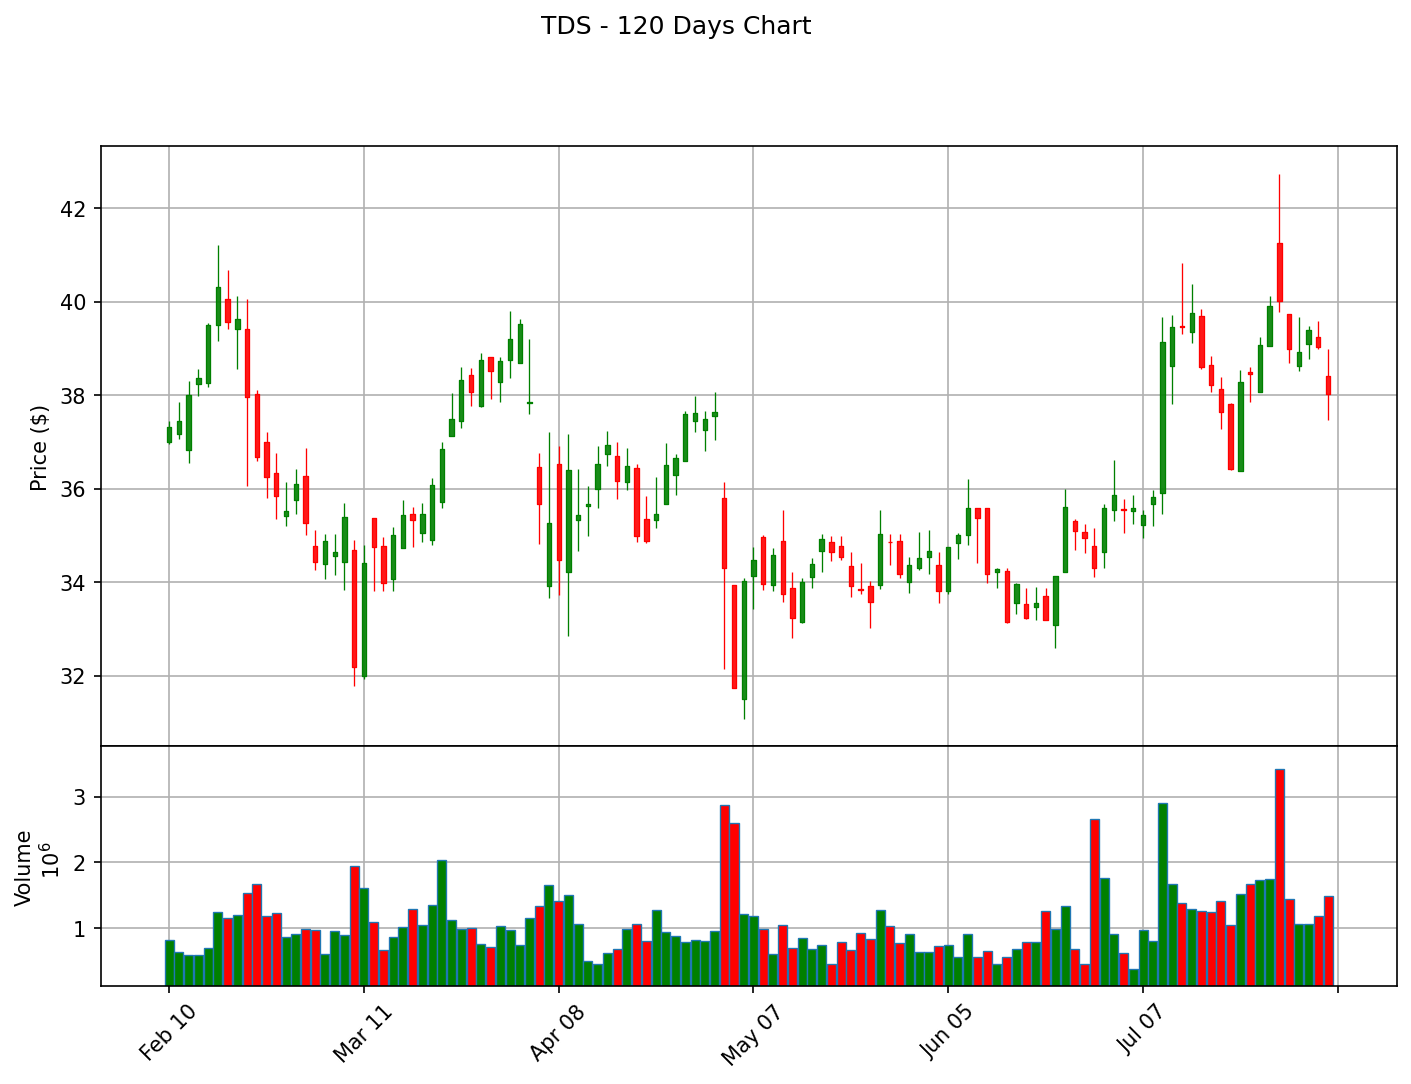 TDS - 120 Days Chart
Price ($)
42
40
38
36
34
32
Volume
10⁶
3
2
1
Feb 10
Mar 11
Apr 08
May 07
Jun 05
Jul 07